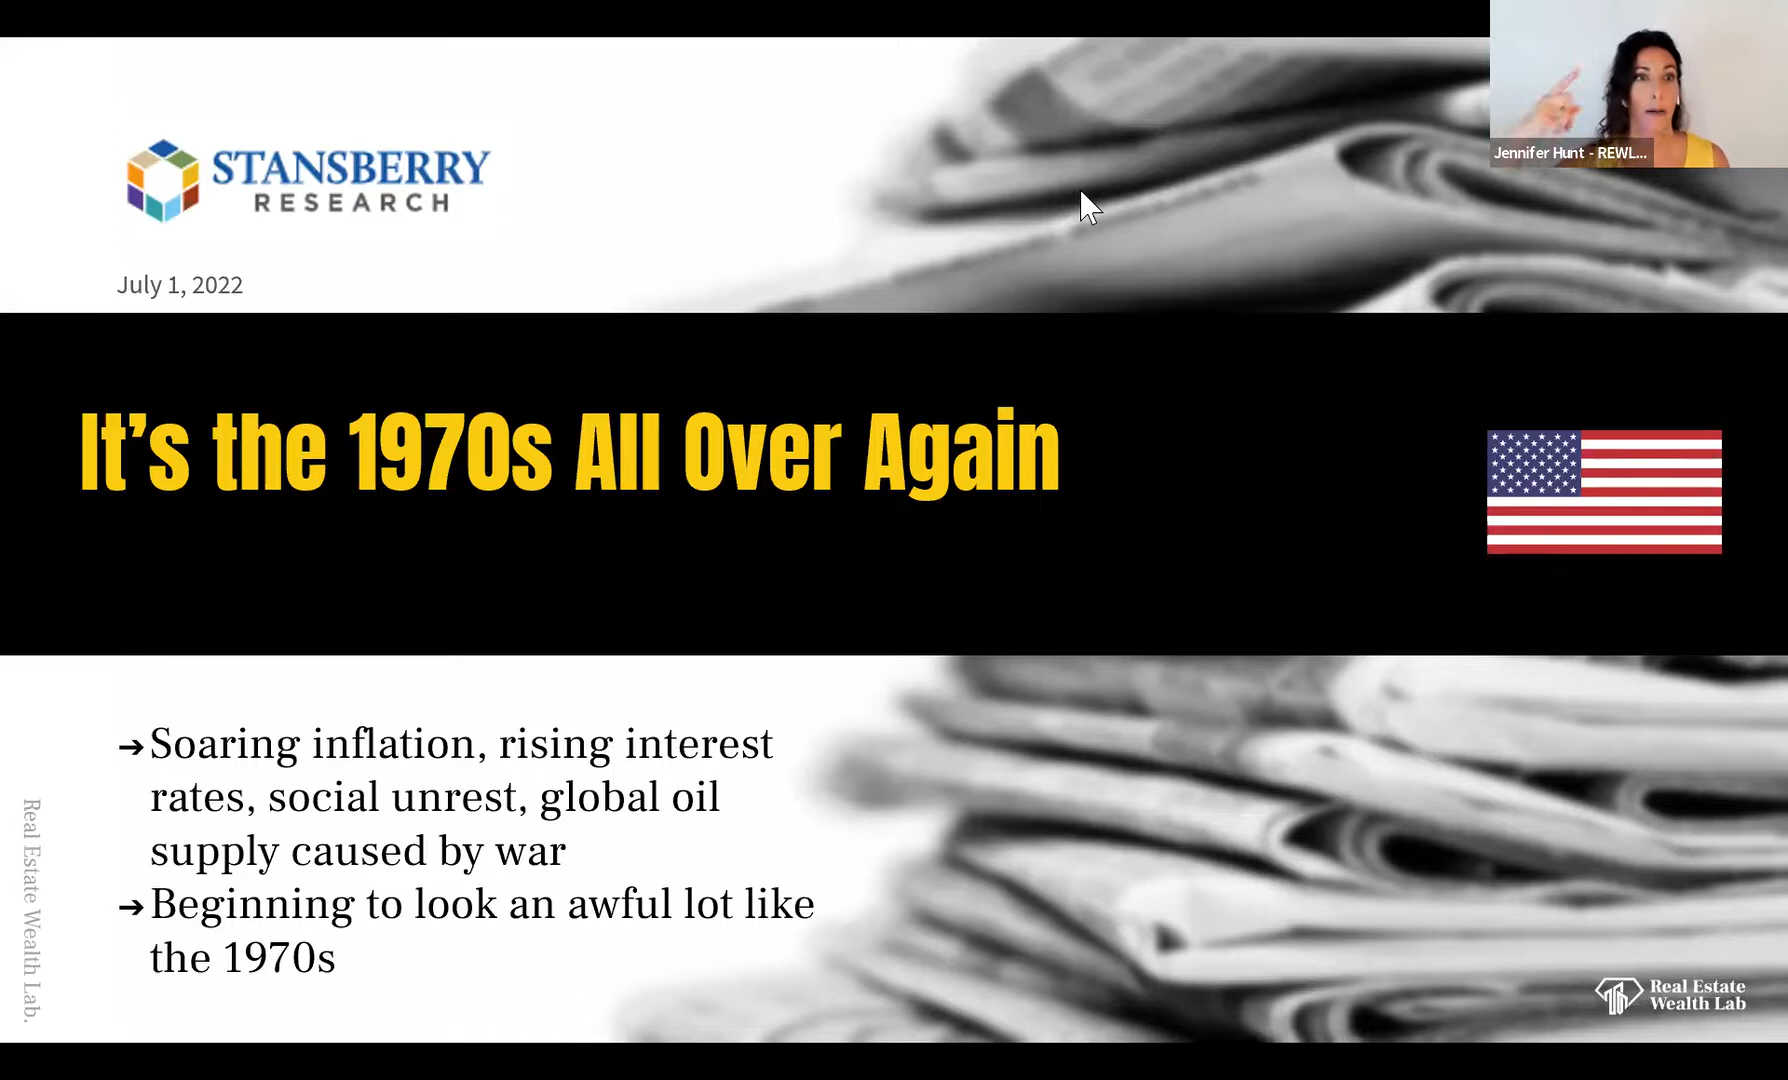 STANSBERRY
RESEARCH
July 1, 2022
Jennifer Hunt - REWL...
It’s the 1970s All Over Again
➔Soaring inflation, rising interest
rates, social unrest, global oil
supply caused by war
➔Beginning to look an awful lot like
the 1970s
Real Estate Wealth Lab.
Real Estate
Wealth Lab